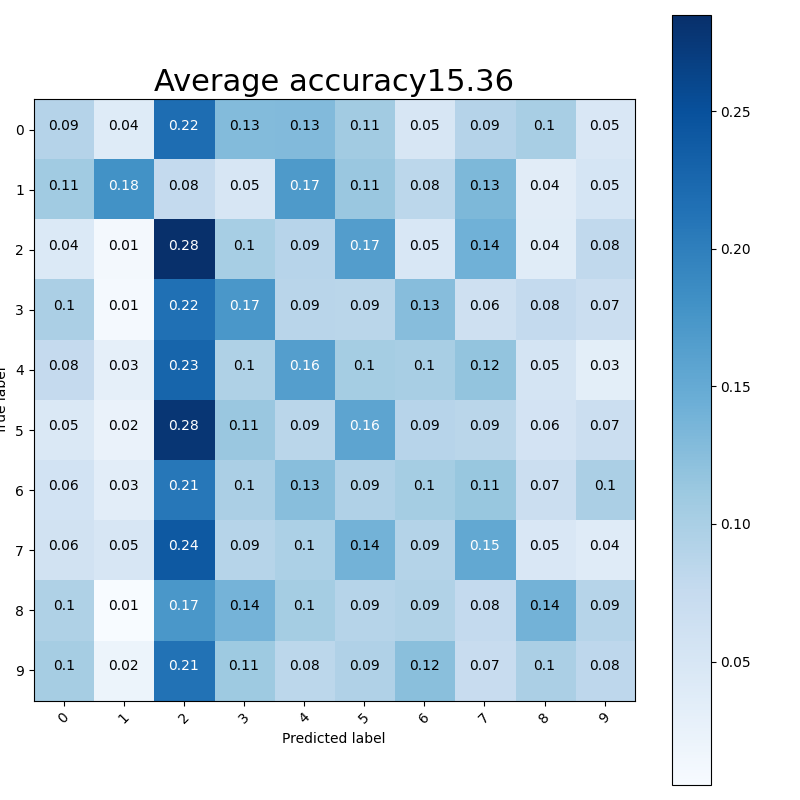 Average accuracy15.36
0 0.09 0.04 0.22 0.13 0.13 0.11 0.05 0.09 0.1 0.05
1 0.11 0.18 0.08 0.05 0.17 0.11 0.08 0.13 0.04 0.05
2 0.04 0.01 0.28 0.1 0.09 0.17 0.05 0.14 0.04 0.08
3 0.1 0.01 0.22 0.17 0.09 0.09 0.13 0.06 0.08 0.07
4 0.08 0.03 0.23 0.1 0.16 0.1 0.1 0.12 0.05 0.03
5 0.05 0.02 0.28 0.11 0.09 0.16 0.09 0.09 0.06 0.07
6 0.06 0.03 0.21 0.1 0.13 0.09 0.1 0.11 0.07 0.1
7 0.06 0.05 0.24 0.09 0.1 0.14 0.09 0.15 0.05 0.04
8 0.1 0.01 0.17 0.14 0.1 0.09 0.09 0.08 0.14 0.09
9 0.1 0.02 0.21 0.11 0.08 0.09 0.12 0.07 0.1 0.08
0 1 2 3 4 5 6 7 8 9
Predicted label
True label
0.25
0.20
0.15
0.10
0.05